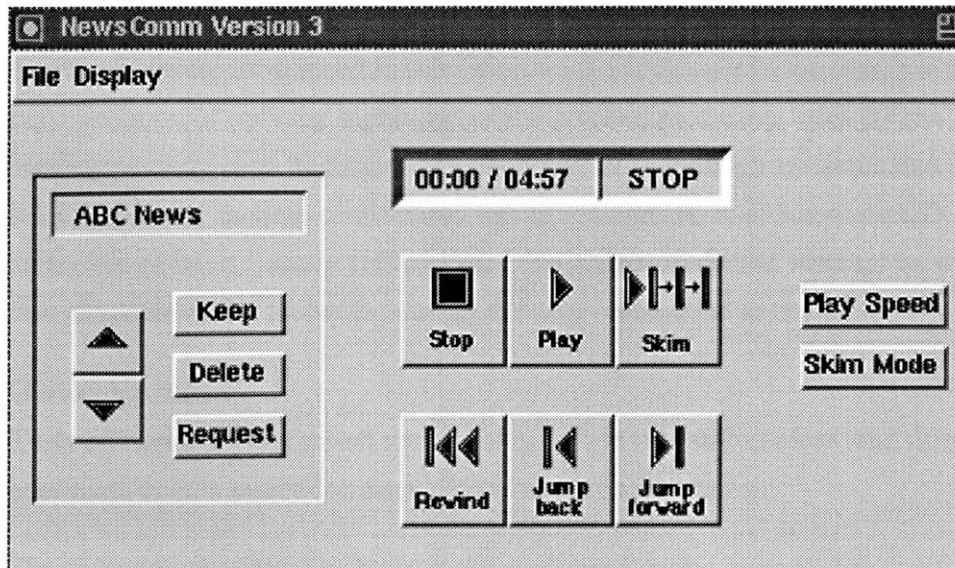 NewsComm Version 3
File Display
00:00 / 04:57 STOP
ABC News
Keep
Delete
Request
Stop Play Skim
Play Speed
Skim Mode
Rewind Jump back Jump forward